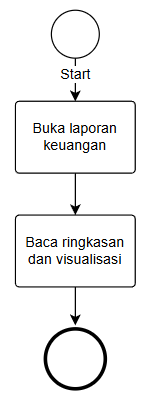 Start
Buka laporan
keuangan
Baca ringkasan
dan visualisasi